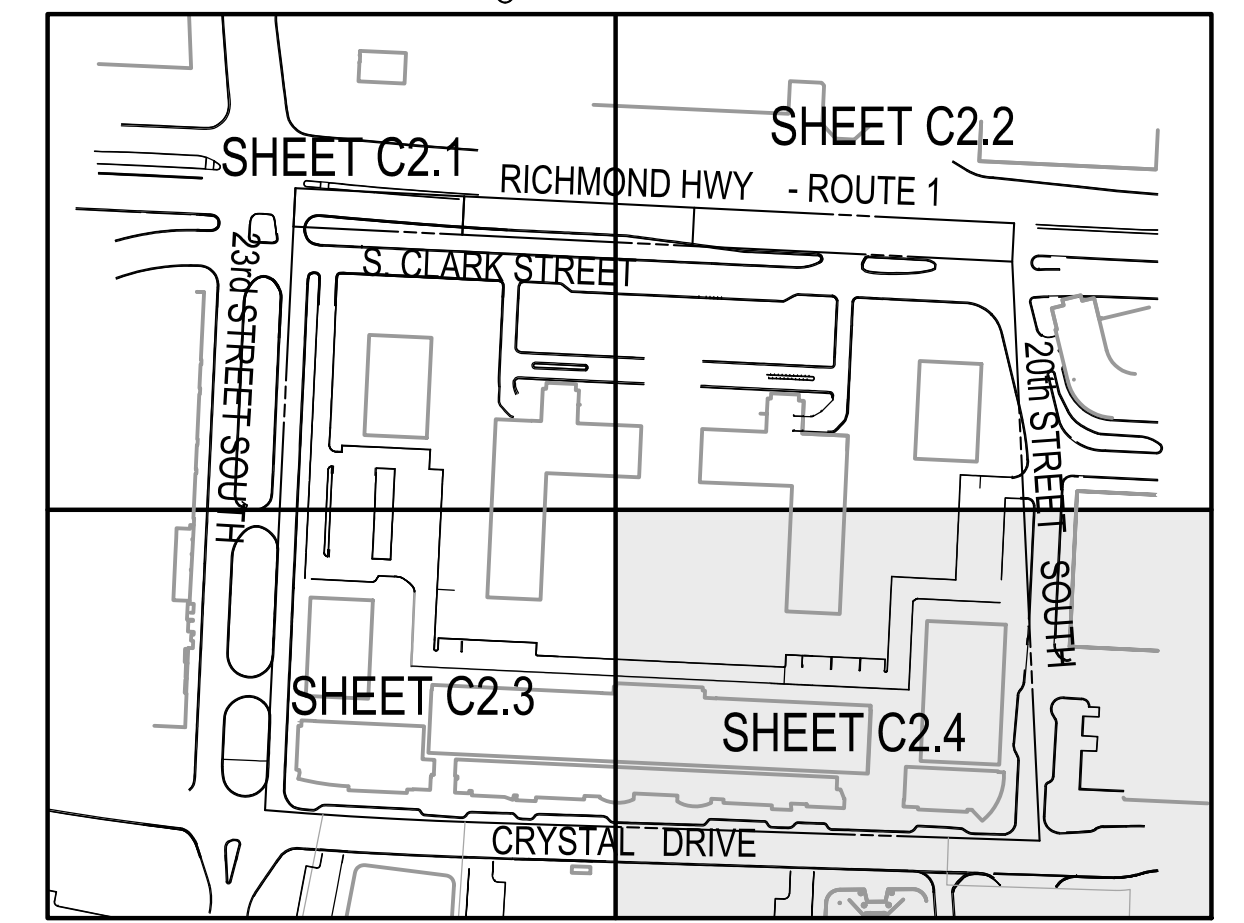 SHEET C2.1
SHEET C2.2
RICHMOND HWY - ROUTE 1
S. CLARK STREET
23rd STREET SOUTH
20th STREET SOUTH
SHEET C2.3
SHEET C2.4
CRYSTAL DRIVE